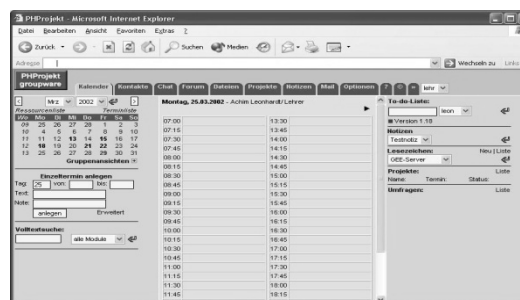 PHProjekt - Microsoft Internet Explorer
Datei Bearbeiten Ansicht Favoriten Extras ?
Zurück Suchen Medien
Adresse Wechseln zu Links
PHProjekt
groupware
Kalender Kontakte Chat Forum Dateien Projekte Notizen Mail Optionen ? © » lehr
< Mrz 2002 >
Ressourcenliste Terminliste
Wo Mo Di Mi Do Fr Sa So
09 25 26 27 28 1 2 3
10 4 5 6 7 8 9 10
11 11 12 13 14 15 16 17
12 18 19 20 21 22 23 24
13 25 26 27 28 29 30 31
Gruppenansichten
Einzeltermin anlegen
Tag: 25 von: bis:
Text:
Note:
anlegen Erweitert
Volltextsuche:
alle Module
Montag, 25.03.2002 - Achim Leonhardt/Lehrer
07:00 13:30
07:15 13:45
07:30 14:00
07:45 14:15
08:00 14:30
08:15 14:45
08:30 15:00
08:45 15:15
09:00 15:30
09:15 15:45
09:30 16:00
09:45 16:15
10:00 16:30
10:15 16:45
10:30 17:00
10:45 17:15
11:00 17:30
11:15 17:45
11:30 18:00
11:45 18:15
To-do-Liste:
leon
Version 1.10
Notizen
Testnotiz
Lesezeichen: Neu | Liste
GEE-Server
Projekte: Liste
Name: Termin: Status:
Umfragen: Liste